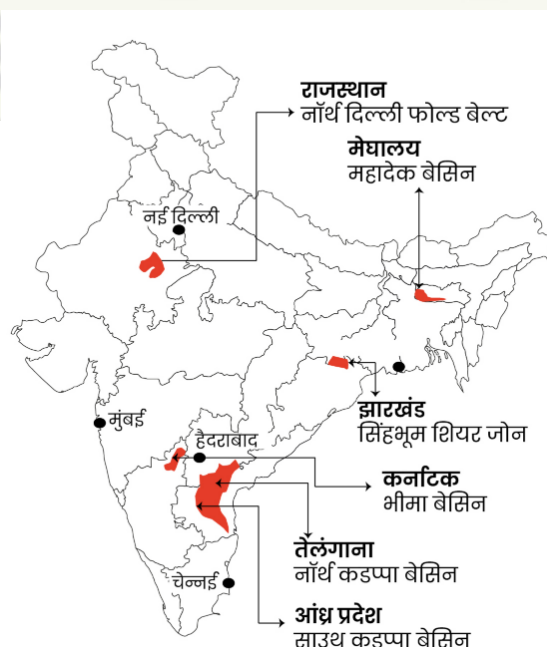 राजस्थान
नॉर्थ दिल्ली फोल्ड बेल्ट
मेघालय
महादेक बेसिन
नई दिल्ली
झारखंड
सिंहभूम शियर जोन
मुंबई
हैदराबाद
कर्नाटक
भीमा बेसिन
तेलंगाना
नॉर्थ कडप्पा बेसिन
चेन्नई
आंध्र प्रदेश
साउथ कडप्पा बेसिन